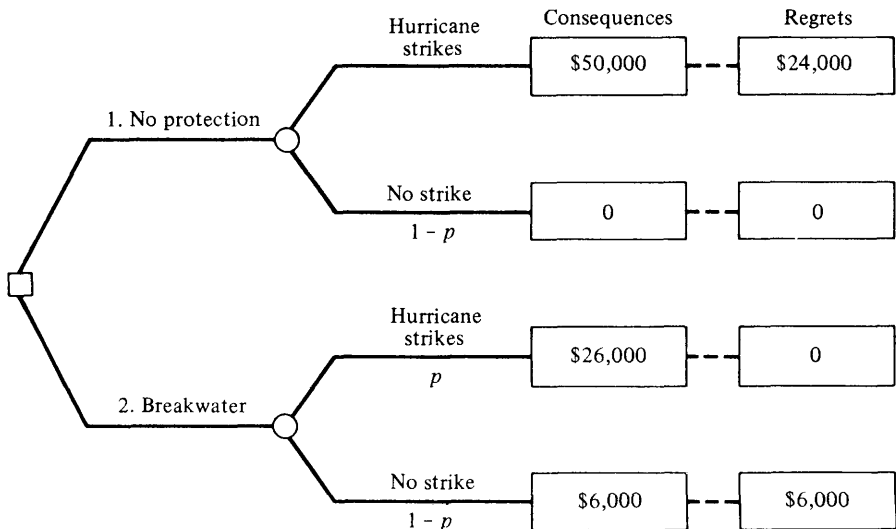 Consequences
Regrets
Hurricane
strikes
$50,000
$24,000
1. No protection
No strike
1 - p
0
0
Hurricane
strikes
p
$26,000
0
2. Breakwater
No strike
1 - p
$6,000
$6,000